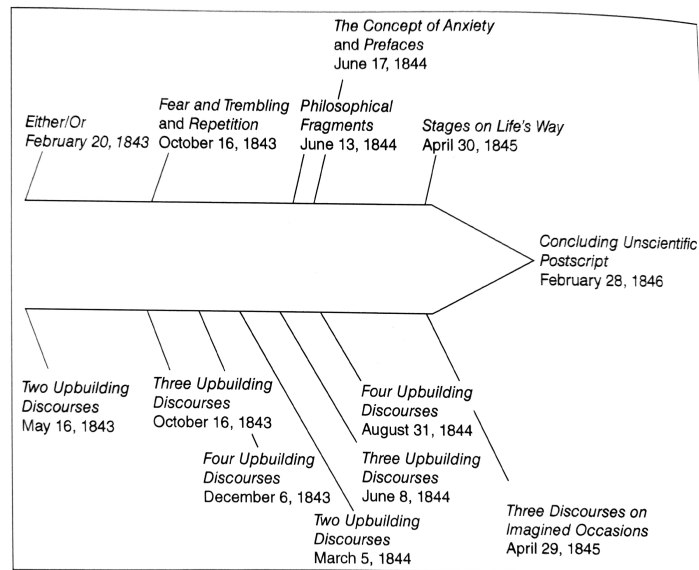 The Concept of Anxiety
and Prefaces
June 17, 1844
Either/Or
February 20, 1843
Fear and Trembling
and Repetition
October 16, 1843
Philosophical
Fragments
June 13, 1844
Stages on Life's Way
April 30, 1845
Concluding Unscientific
Postscript
February 28, 1846
Two Upbuilding
Discourses
May 16, 1843
Three Upbuilding
Discourses
October 16, 1843
Four Upbuilding
Discourses
December 6, 1843
Two Upbuilding
Discourses
March 5, 1844
Four Upbuilding
Discourses
August 31, 1844
Three Upbuilding
Discourses
June 8, 1844
Three Discourses on
Imagined Occasions
April 29, 1845